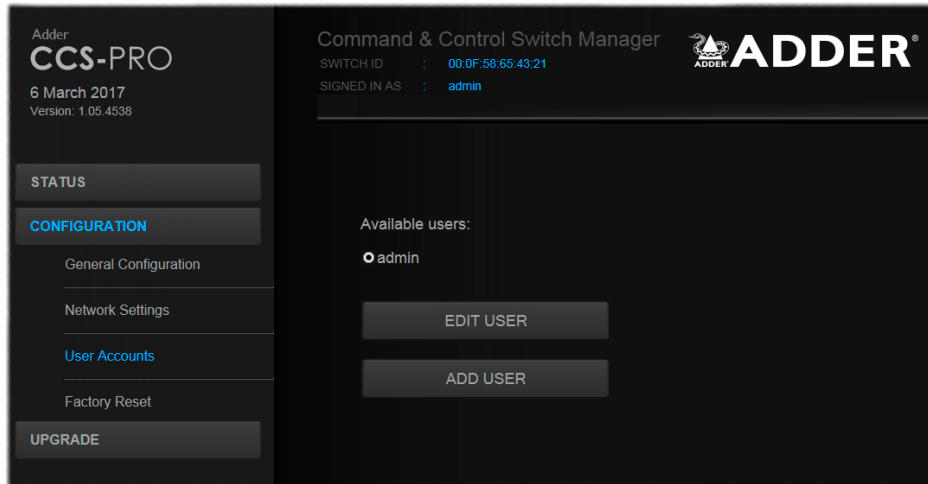 Adder
CCS-PRO
6 March 2017
Version: 1.05.4538
Command & Control Switch Manager
SWITCH ID : 00:0F:58:65:43:21
SIGNED IN AS : admin
ADDER
ADDER®
STATUS
CONFIGURATION
General Configuration
Network Settings
User Accounts
Factory Reset
UPGRADE
Available users:
admin
EDIT USER
ADD USER